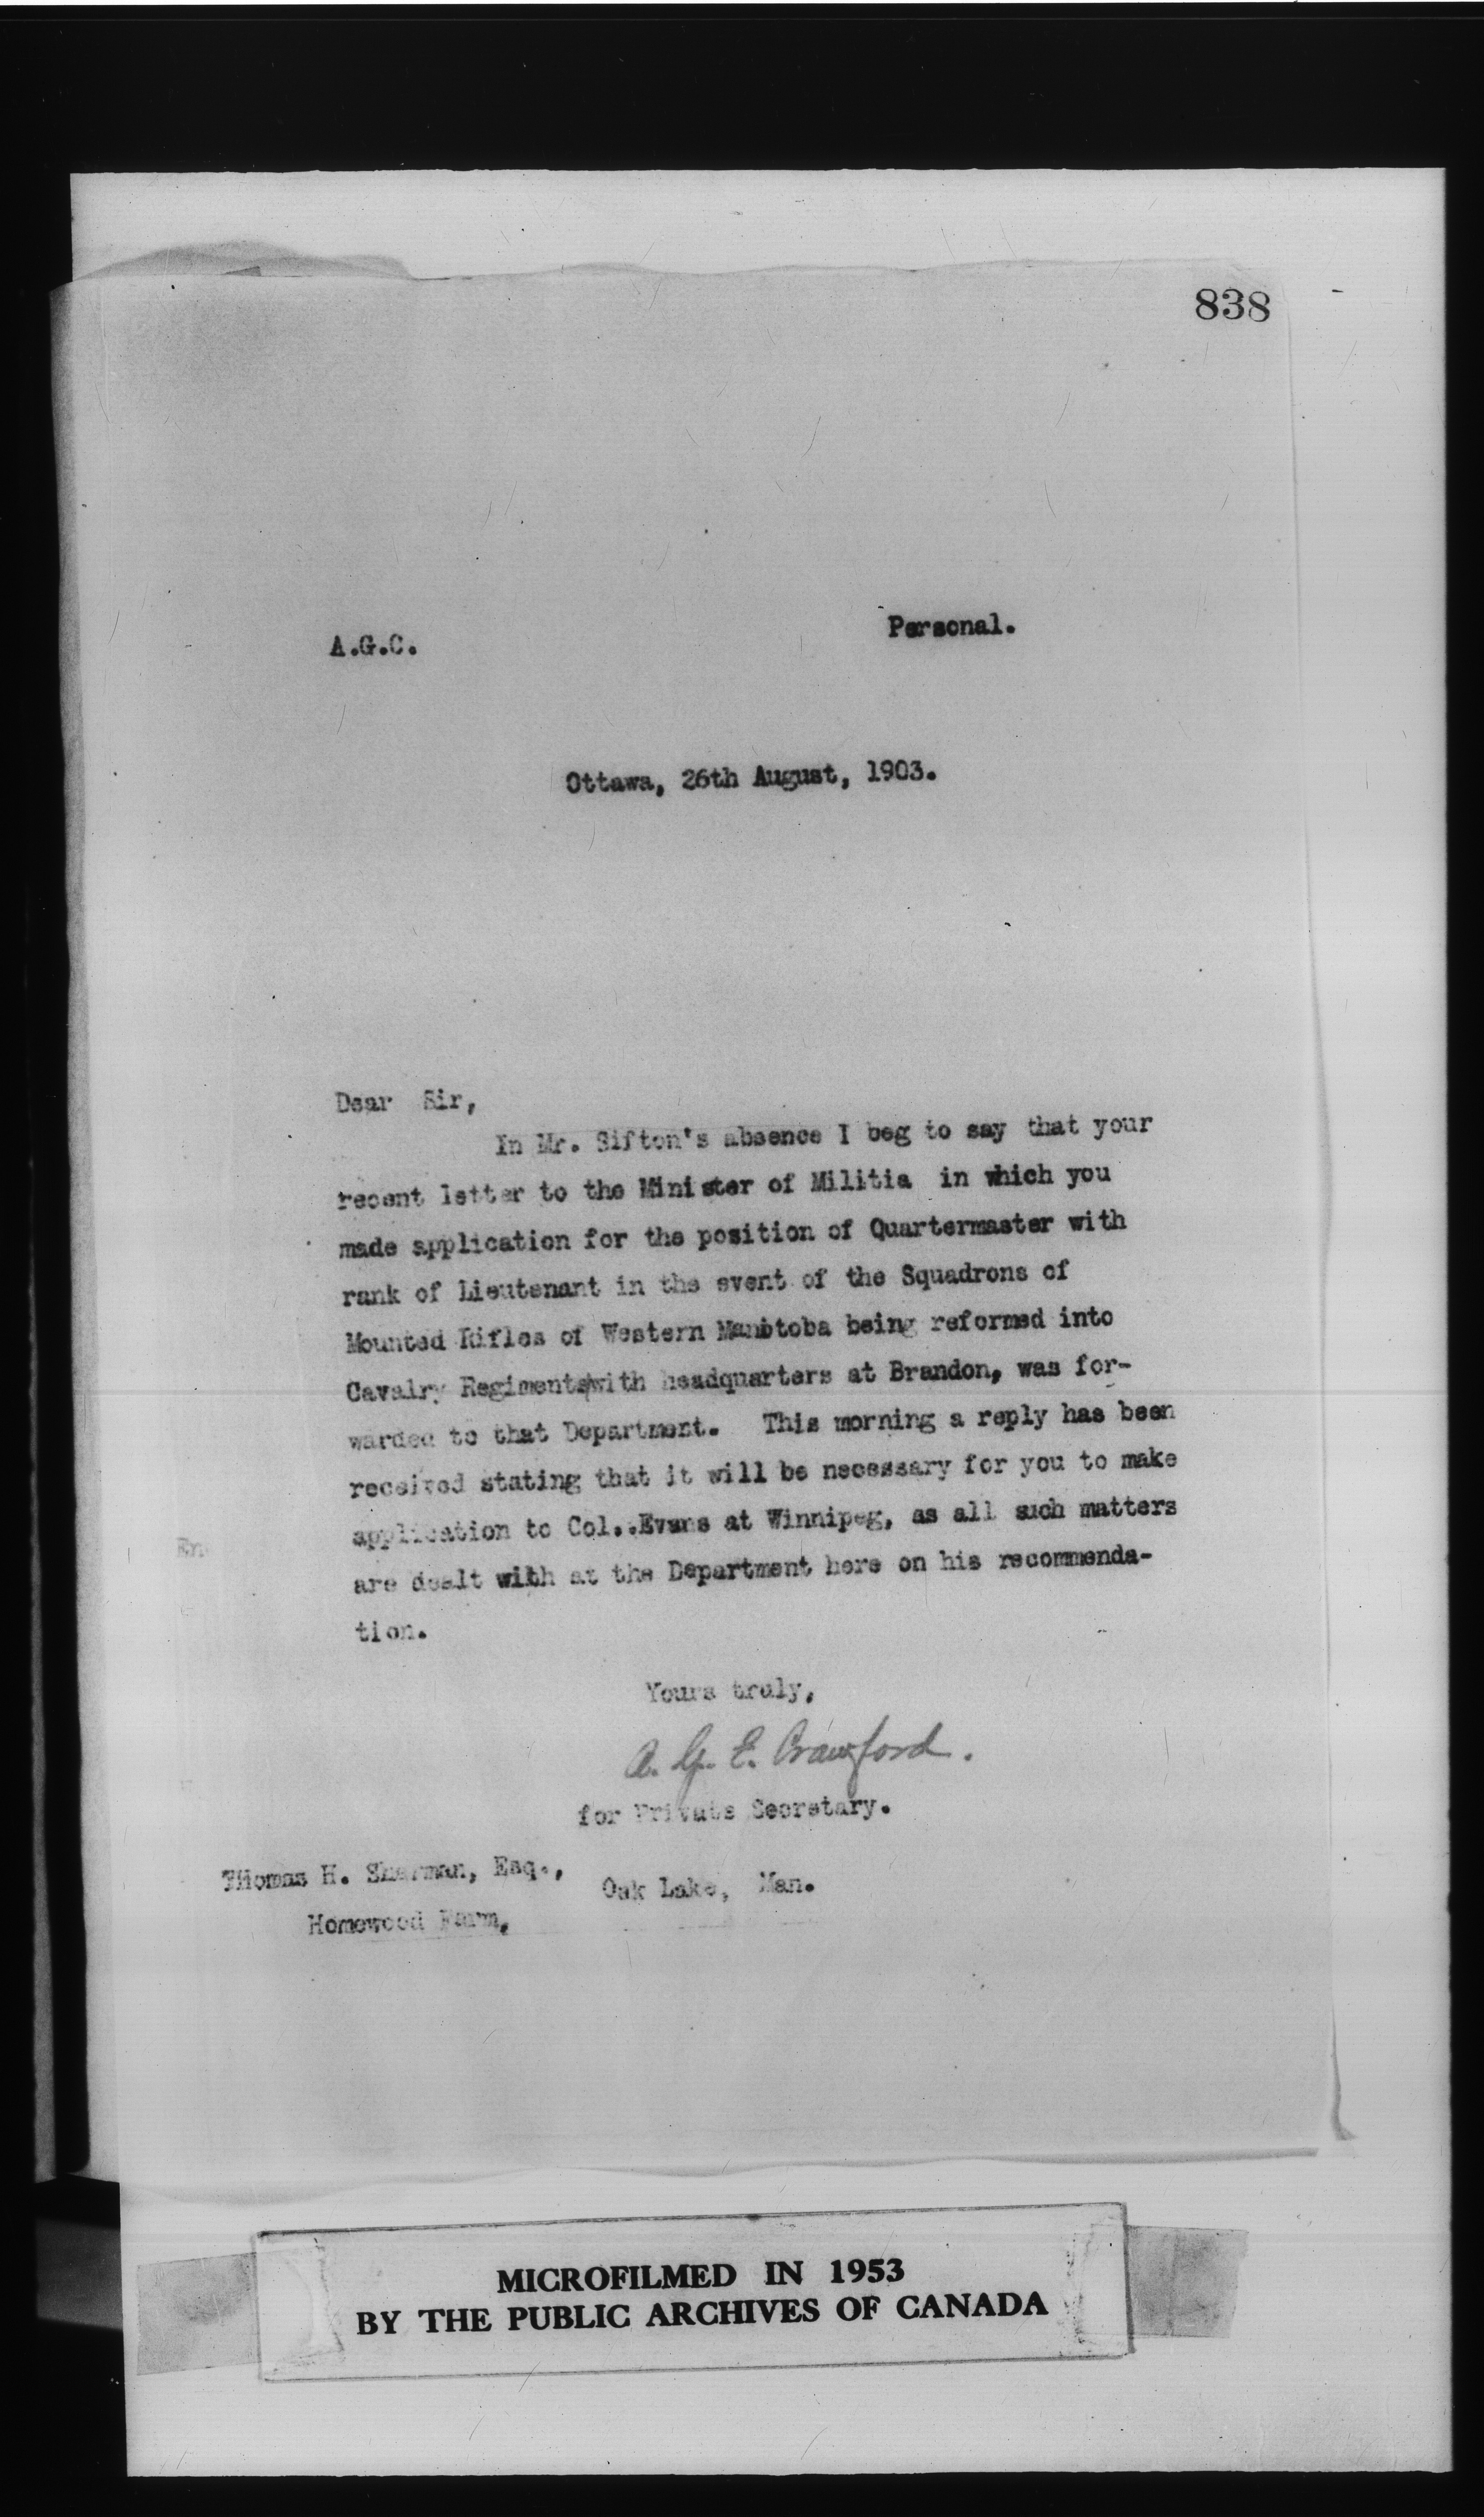 838
Personal.
A.G.C.
Ottawa, 26th August, 1903.
Dear Sir,
In Mr. Sifton's absence I beg to say that your
recent letter to the Minister of Militia in which you
made application for the position of Quartermaster with
rank of Lieutenant in the event of the Squadrons of
Mounted Rifles of Western Manitoba being reformed into
Cavalry Regiments with headquarters at Brandon, was for-
warded to that Department. This morning a reply has been
received stating that it will be necessary for you to make
application to Col. Evans at Winnipeg, as all such matters
are dealt with at the Department here on his recommenda-
tion.
Yours truly,
A. G. E. Crawford.
for Private Secretary.
Thomas H. Sherman, Esq.,
Homewood Farm,
Oak Lake, Man.
MICROFILMED IN 1953
BY THE PUBLIC ARCHIVES OF CANADA